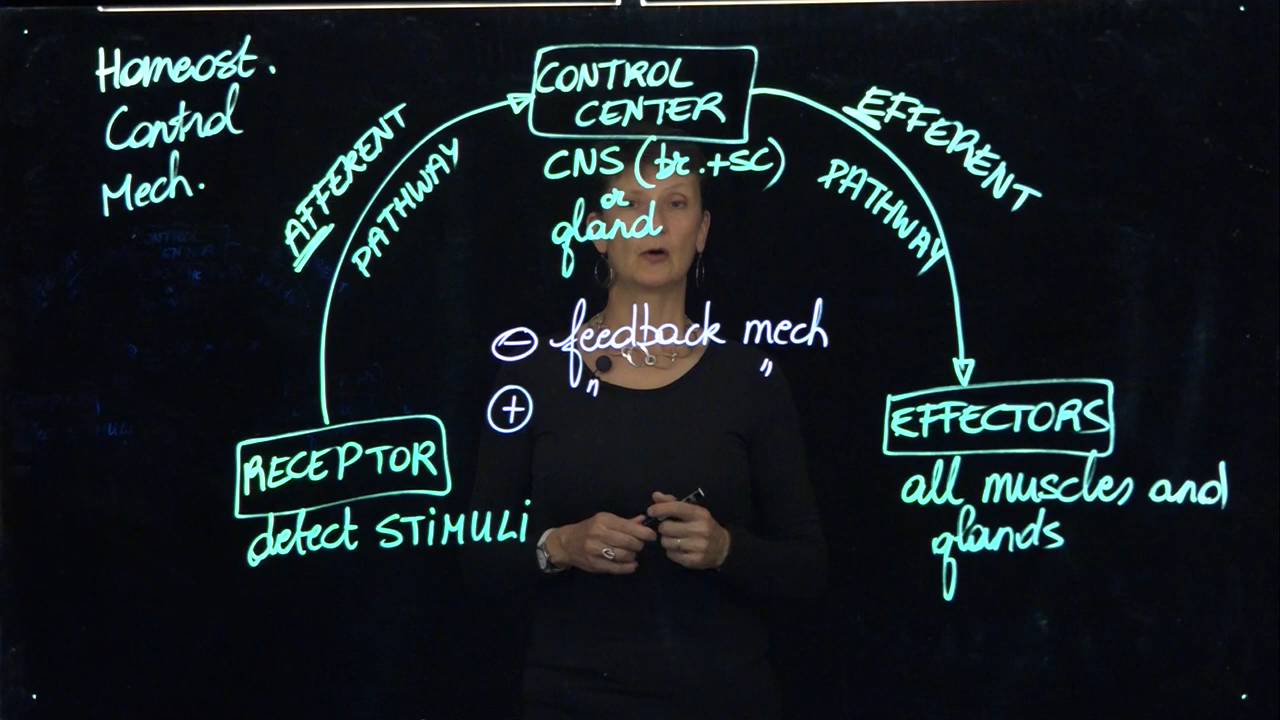 Homeost.
Control
Mech.
AFFERENT
PATHWAY
CONTROL
CENTER
CNS (br.+SC)
or
gland
EFFERENT
PATHWAY
⊖ feedback mech
⊕ " "
RECEPTOR
detect STIMULI
EFFECTORS
all muscles and
glands